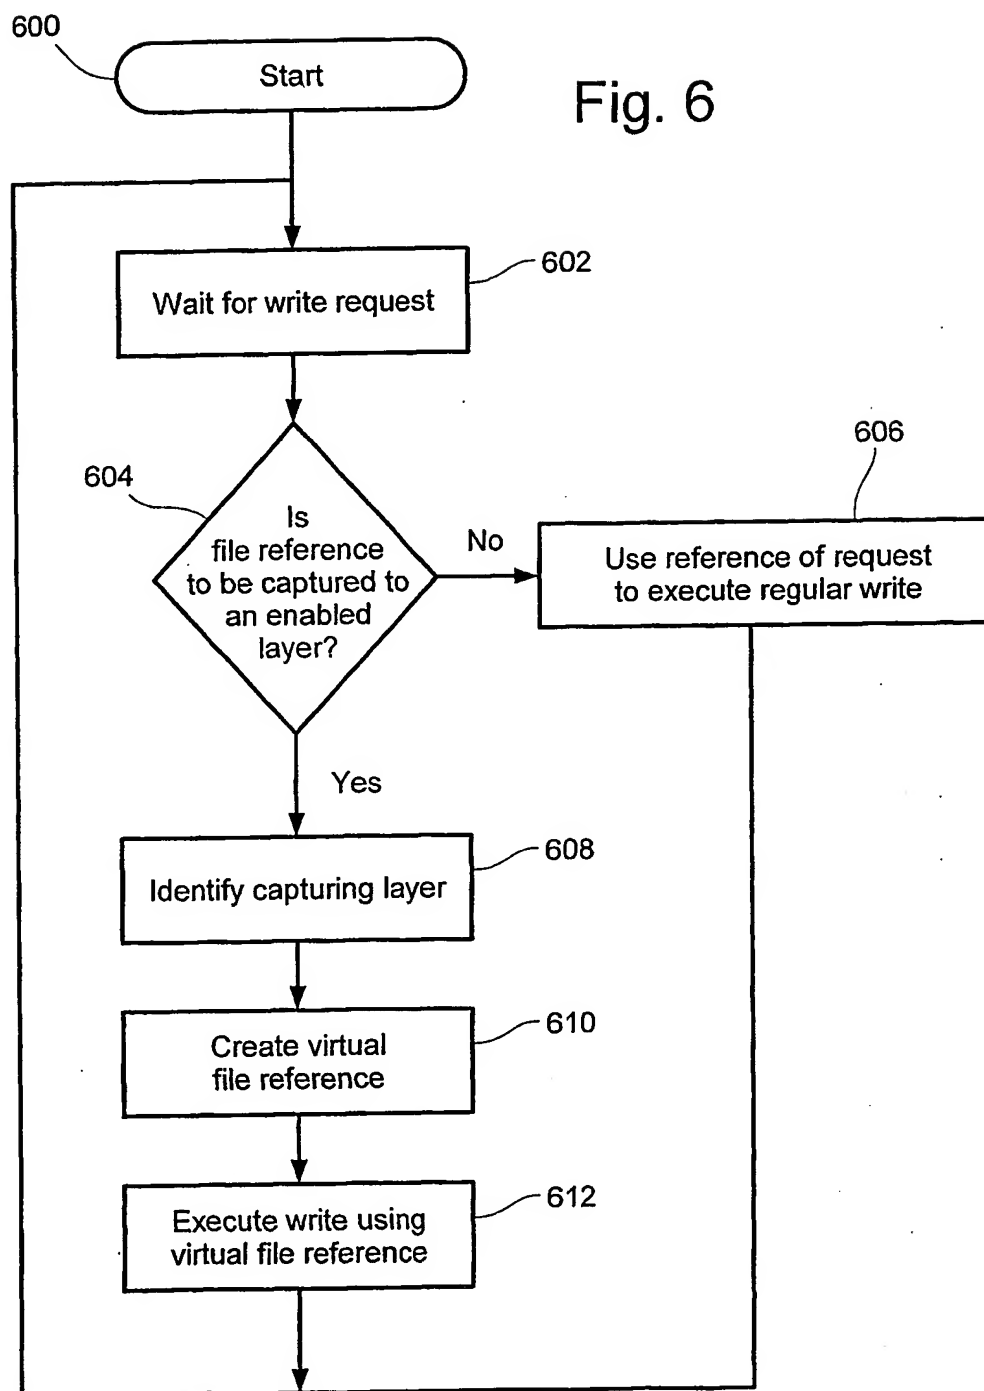 600
Start
Fig. 6
Wait for write request
602
604
Is
file reference
to be captured to
an enabled
layer?
No
606
Use reference of request
to execute regular write
Yes
Identify capturing layer
608
Create virtual
file reference
610
Execute write using
virtual file reference
612